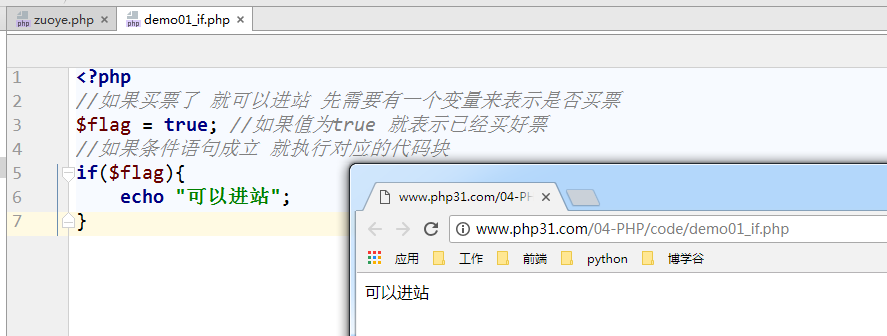 zuoye.php
demo01_if.php
1 <?php
2 //如果买票了 就可以进站 先需要有一个变量来表示是否买票
3 $flag = true; //如果值为true 就表示已经买好票
4 //如果条件语句成立 就执行对应的代码块
5 if($flag){
6 echo "可以进站";
7 }
www.php31.com/04-PH
www.php31.com/04-PHP/code/demo01_if.php
应用 工作 前端 python 博学谷
可以进站